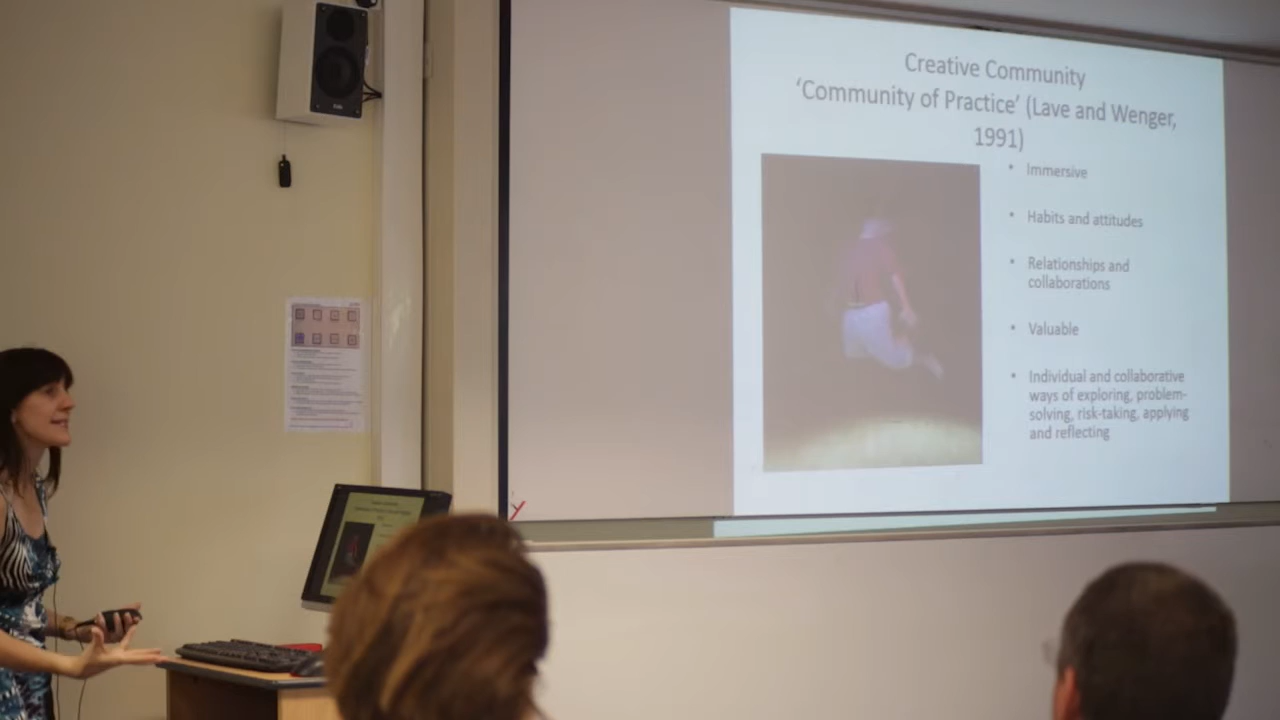 Creative Community
‘Community of Practice’ (Lave and Wenger,
1991)
• Immersive
• Habits and attitudes
• Relationships and
collaborations
• Valuable
• Individual and collaborative
ways of exploring, problem-
solving, risk-taking, applying
and reflecting